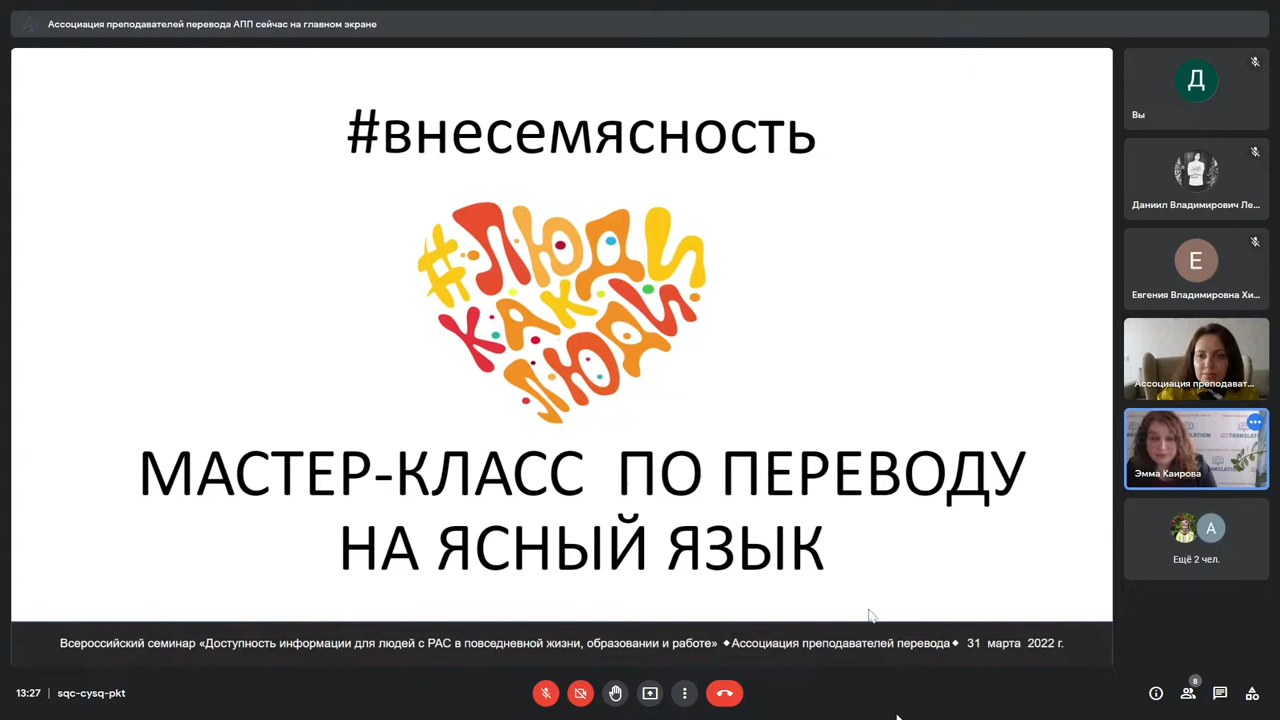 Ассоциация преподавателей перевода АПП сейчас на главном экране
#внесемясность
#ЛЮДИ
КАК
ЛЮДИ
МАСТЕР-КЛАСС ПО ПЕРЕВОДУ
НА ЯСНЫЙ ЯЗЫК
Всероссийский семинар «Доступность информации для людей с РАС в повседневной жизни, образовании и работе» ◆Ассоциация преподавателей перевода◆ 31 марта 2022 г.
Д
Вы
Даниил Владимирович Ле...
Е
Евгения Владимировна Хи...
Ассоциация преподават...
TRANSLATION
TRANSL
Эмма Каирова
А
Ещё 2 чел.
13:27 | sqc-cysq-pkt
8